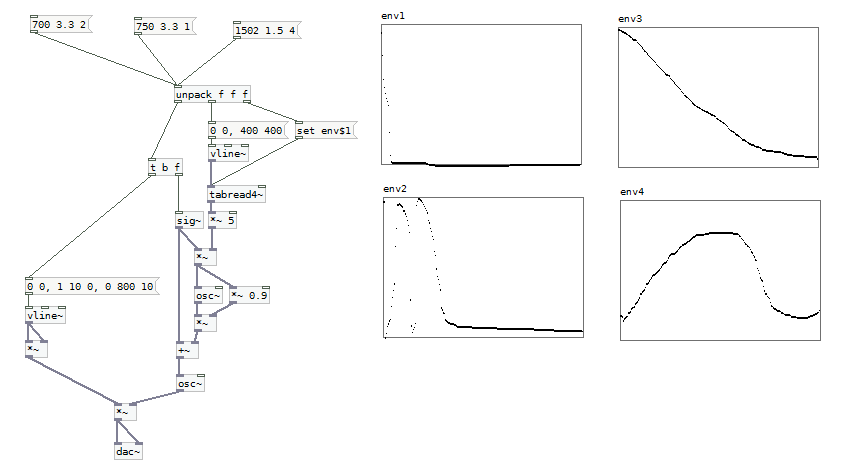 700 3.3 2
750 3.3 1
1502 1.5 4
unpack f f f
0 0, 400 400
set env$1
vline~
t b f
tabread4~
sig~
*~ 5
*~
0 0, 1 10 0, 0 800 10
osc~
*~ 0.9
vline~
*~
*~
+~
osc~
*~
dac~
env1
env3
env2
env4